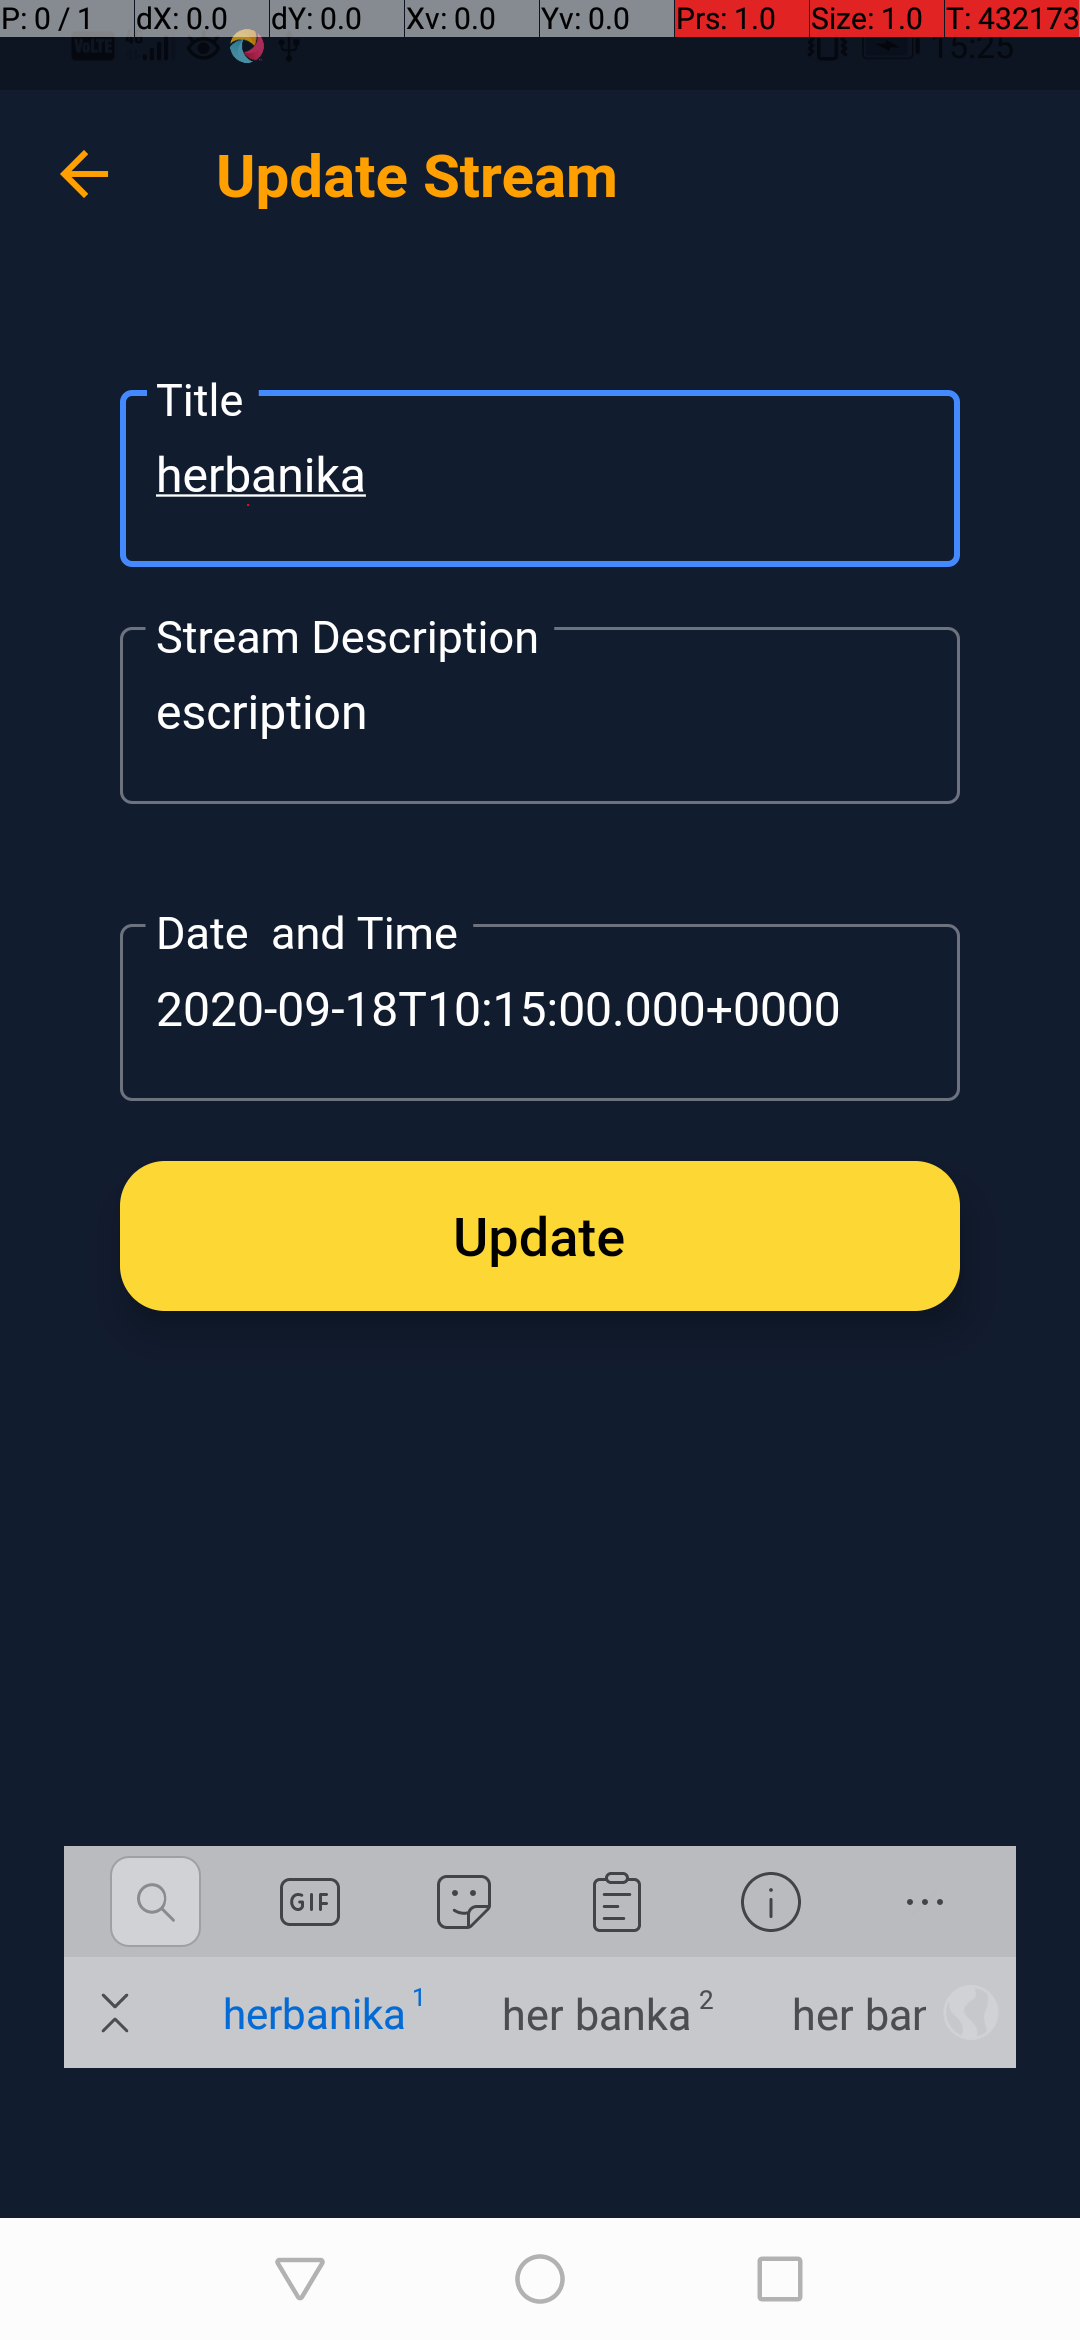 P: 0 / 1 dX: 0.0 dY: 0.0 Xv: 0.0 Yv: 0.0 Prs: 1.0 Size: 1.0 T: 432173
VoLTE 15:25
Update Stream
Title
herbanika
Stream Description
escription
Date and Time
2020-09-18T10:15:00.000+0000
Update
GIF
herbanika 1 her banka 2 her bar